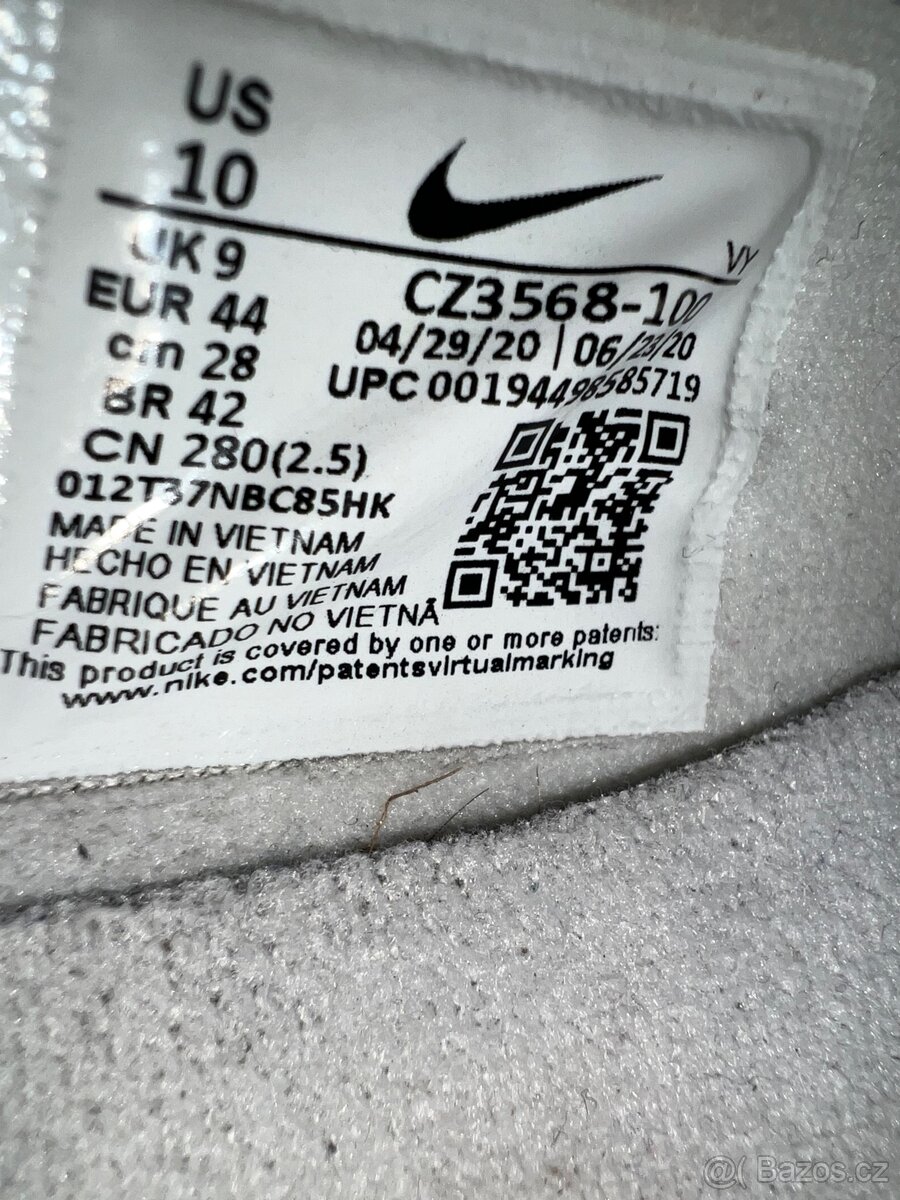 US
10
UK 9
EUR 44
cm 28
BR 42
CN 280(2.5)
VY
CZ3568-100
04/29/20 | 06/23/20
UPC 00194498585719
012T37NBC85HK
MADE IN VIETNAM
HECHO EN VIETNAM
FABRIQUE AU VIETNAM
FABRICADO NO VIETNÃ
This product is covered by one or more patents:
www.nike.com/patentsvirtualmarking
Bazos.cz